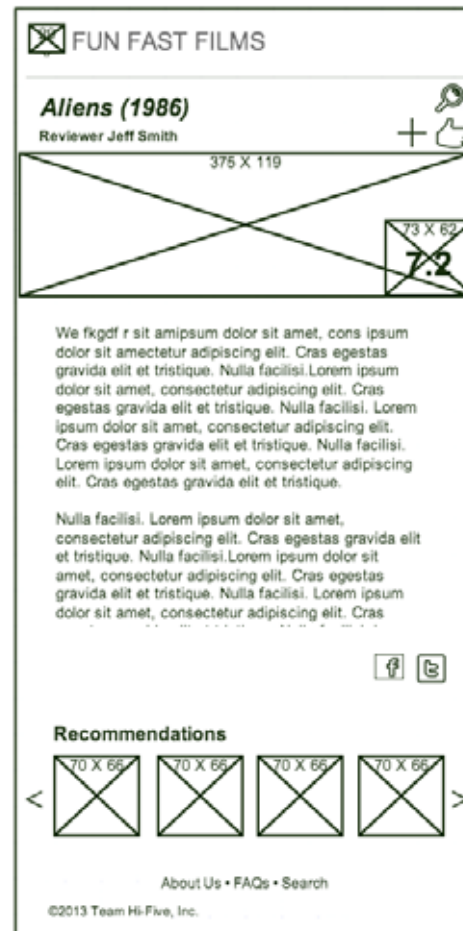 FUN FAST FILMS
Aliens (1986)
Reviewer Jeff Smith
375 X 119
73 X 62
7.2
We fkgdf r sit amipsum dolor sit amet, cons ipsum
dolor sit amectetur adipiscing elit. Cras egestas
gravida elit et tristique. Nulla facilisi.Lorem ipsum
dolor sit amet, consectetur adipiscing elit. Cras
egestas gravida elit et tristique. Nulla facilisi. Lorem
ipsum dolor sit amet, consectetur adipiscing elit.
Cras egestas gravida elit et tristique. Nulla facilisi.
Lorem ipsum dolor sit amet, consectetur adipiscing
elit. Cras egestas gravida elit et tristique.
Nulla facilisi. Lorem ipsum dolor sit amet,
consectetur adipiscing elit. Cras egestas gravida elit
et tristique. Nulla facilisi.Lorem ipsum dolor sit
amet, consectetur adipiscing elit. Cras egestas
gravida elit et tristique. Nulla facilisi. Lorem ipsum
dolor sit amet, consectetur adipiscing elit. Cras
f t
Recommendations
70 X 66 70 X 66 70 X 66 70 X 66
< >
About Us • FAQs • Search
©2013 Team Hi-Five, Inc.